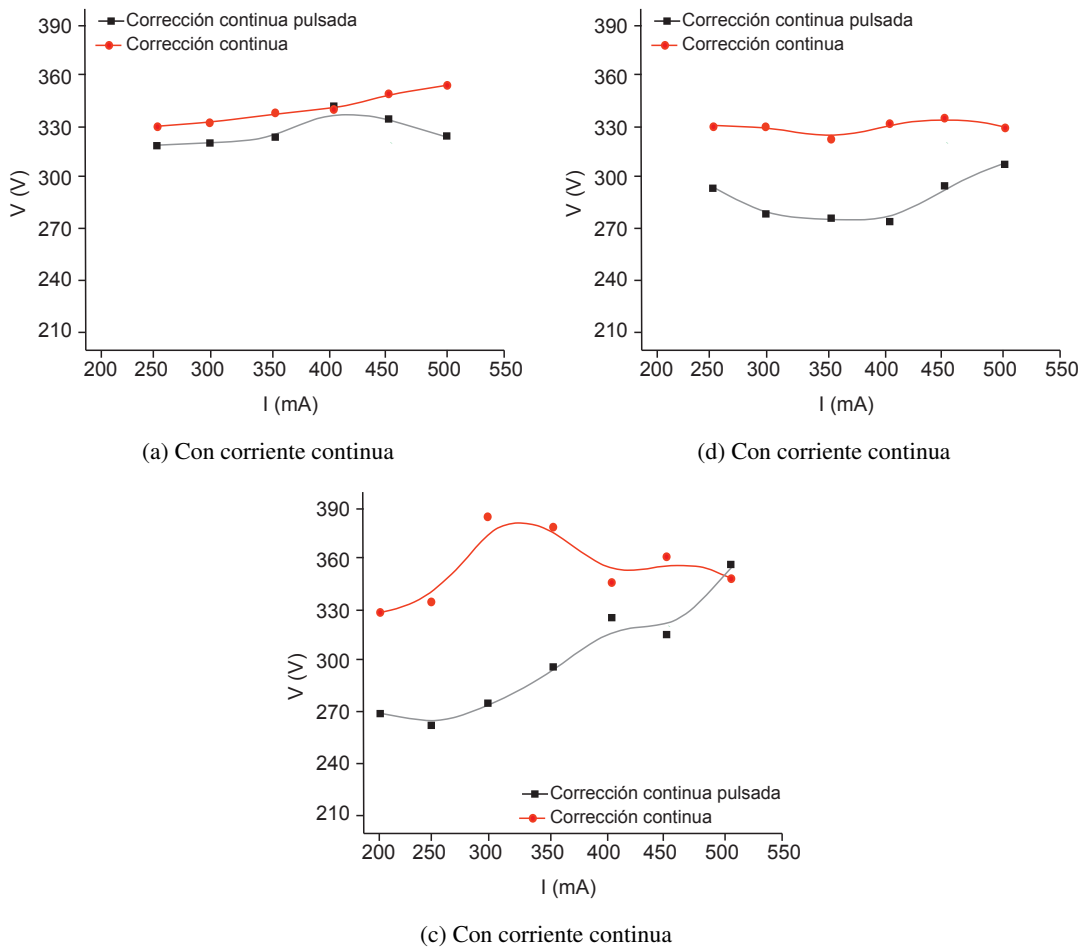 Corrección continua pulsada
Corrección continua
390
360
330
300
270
240
210
V (V)
200 250 300 350 400 450 500 550
I (mA)
(a) Con corriente continua
Corrección continua pulsada
Corrección continua
390
360
330
300
270
240
210
V (V)
200 250 300 350 400 450 500 550
I (mA)
(d) Con corriente continua
390
360
330
300
270
240
210
V (V)
Corrección continua pulsada
Corrección continua
200 250 300 350 400 450 500 550
I (mA)
(c) Con corriente continua